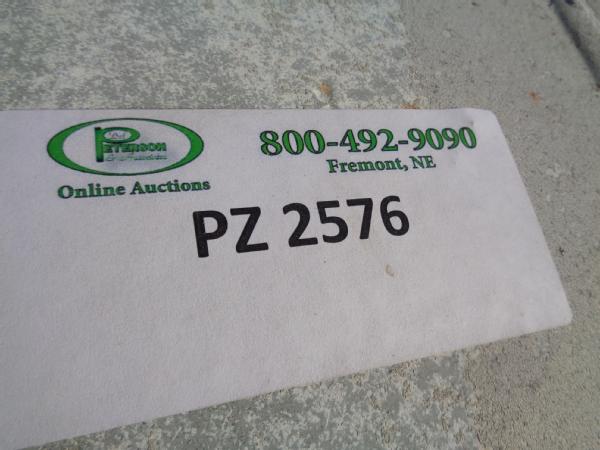 PETERSON
Online Auctions
800-492-9090
Fremont, NE
PZ 2576